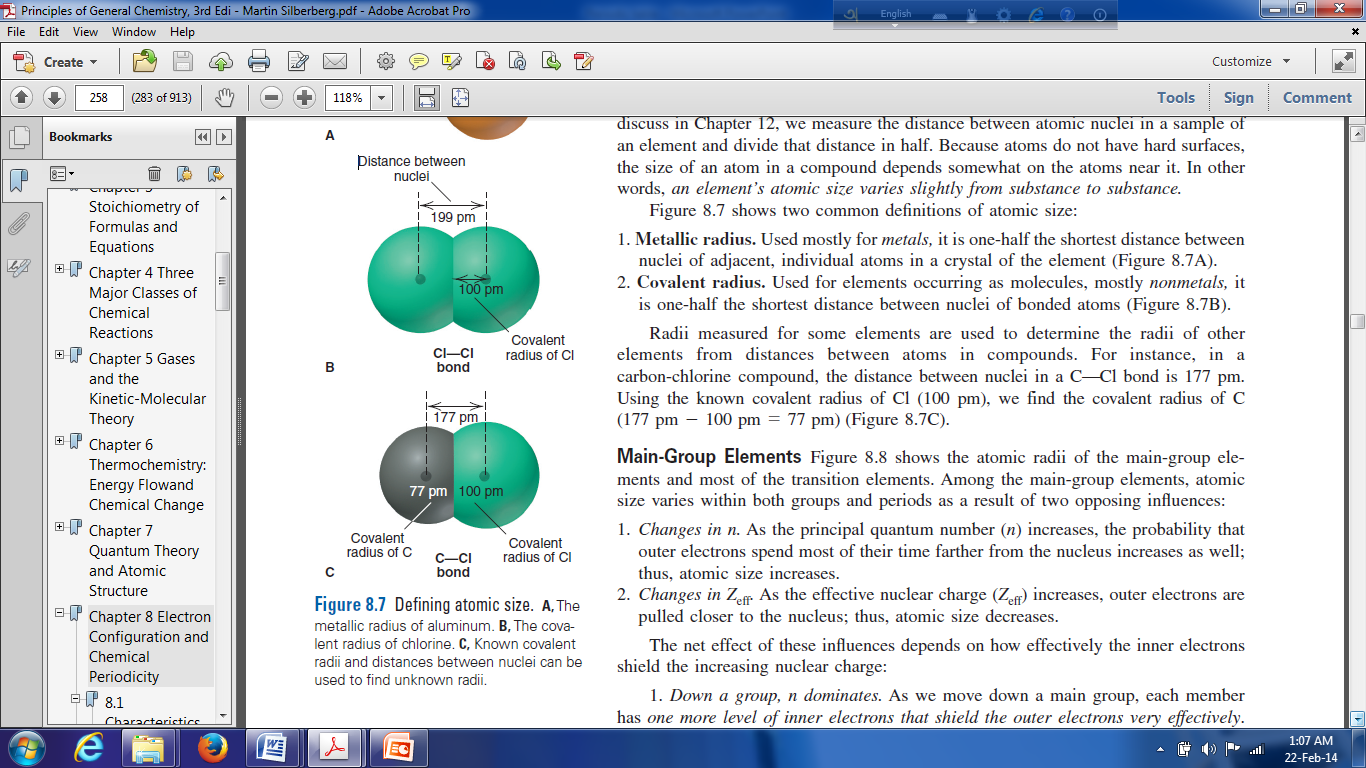 Principles of General Chemistry, 3rd Edi - Martin Silberberg.pdf - Adobe Acrobat Pro
English
File Edit View Window Help
Create
Customize
258 (283 of 913)
118%
Tools Sign Comment
Bookmarks
Stoichiometry of
Formulas and
Equations
Chapter 4 Three
Major Classes of
Chemical
Reactions
Chapter 5 Gases
and the
Kinetic-Molecular
Theory
Chapter 6
Thermochemistry:
Energy Flowand
Chemical Change
Chapter 7
Quantum Theory
and Atomic
Structure
Chapter 8 Electron
Configuration and
Chemical
Periodicity
8.1
Characteristics
A
Distance between
nuclei
199 pm
100 pm
Covalent
radius of Cl
Cl—Cl
bond
B
177 pm
77 pm 100 pm
Covalent
radius of C
Covalent
radius of Cl
C—Cl
bond
C
Figure 8.7 Defining atomic size. A, The
metallic radius of aluminum. B, The cova-
lent radius of chlorine. C, Known covalent
radii and distances between nuclei can be
used to find unknown radii.
discuss in Chapter 12, we measure the distance between atomic nuclei in a sample of
an element and divide that distance in half. Because atoms do not have hard surfaces,
the size of an atom in a compound depends somewhat on the atoms near it. In other
words, an element's atomic size varies slightly from substance to substance.
Figure 8.7 shows two common definitions of atomic size:
1. Metallic radius. Used mostly for metals, it is one-half the shortest distance between
nuclei of adjacent, individual atoms in a crystal of the element (Figure 8.7A).
2. Covalent radius. Used for elements occurring as molecules, mostly nonmetals, it
is one-half the shortest distance between nuclei of bonded atoms (Figure 8.7B).
Radii measured for some elements are used to determine the radii of other
elements from distances between atoms in compounds. For instance, in a
carbon-chlorine compound, the distance between nuclei in a C—Cl bond is 177 pm.
Using the known covalent radius of Cl (100 pm), we find the covalent radius of C
(177 pm − 100 pm = 77 pm) (Figure 8.7C).
Main-Group Elements Figure 8.8 shows the atomic radii of the main-group ele-
ments and most of the transition elements. Among the main-group elements, atomic
size varies within both groups and periods as a result of two opposing influences:
1. Changes in n. As the principal quantum number (n) increases, the probability that
outer electrons spend most of their time farther from the nucleus increases as well;
thus, atomic size increases.
2. Changes in Zeff. As the effective nuclear charge (Zeff) increases, outer electrons are
pulled closer to the nucleus; thus, atomic size decreases.
The net effect of these influences depends on how effectively the inner electrons
shield the increasing nuclear charge:
1. Down a group, n dominates. As we move down a main group, each member
has one more level of inner electrons that shield the outer electrons very effectively.
1:07 AM
22-Feb-14